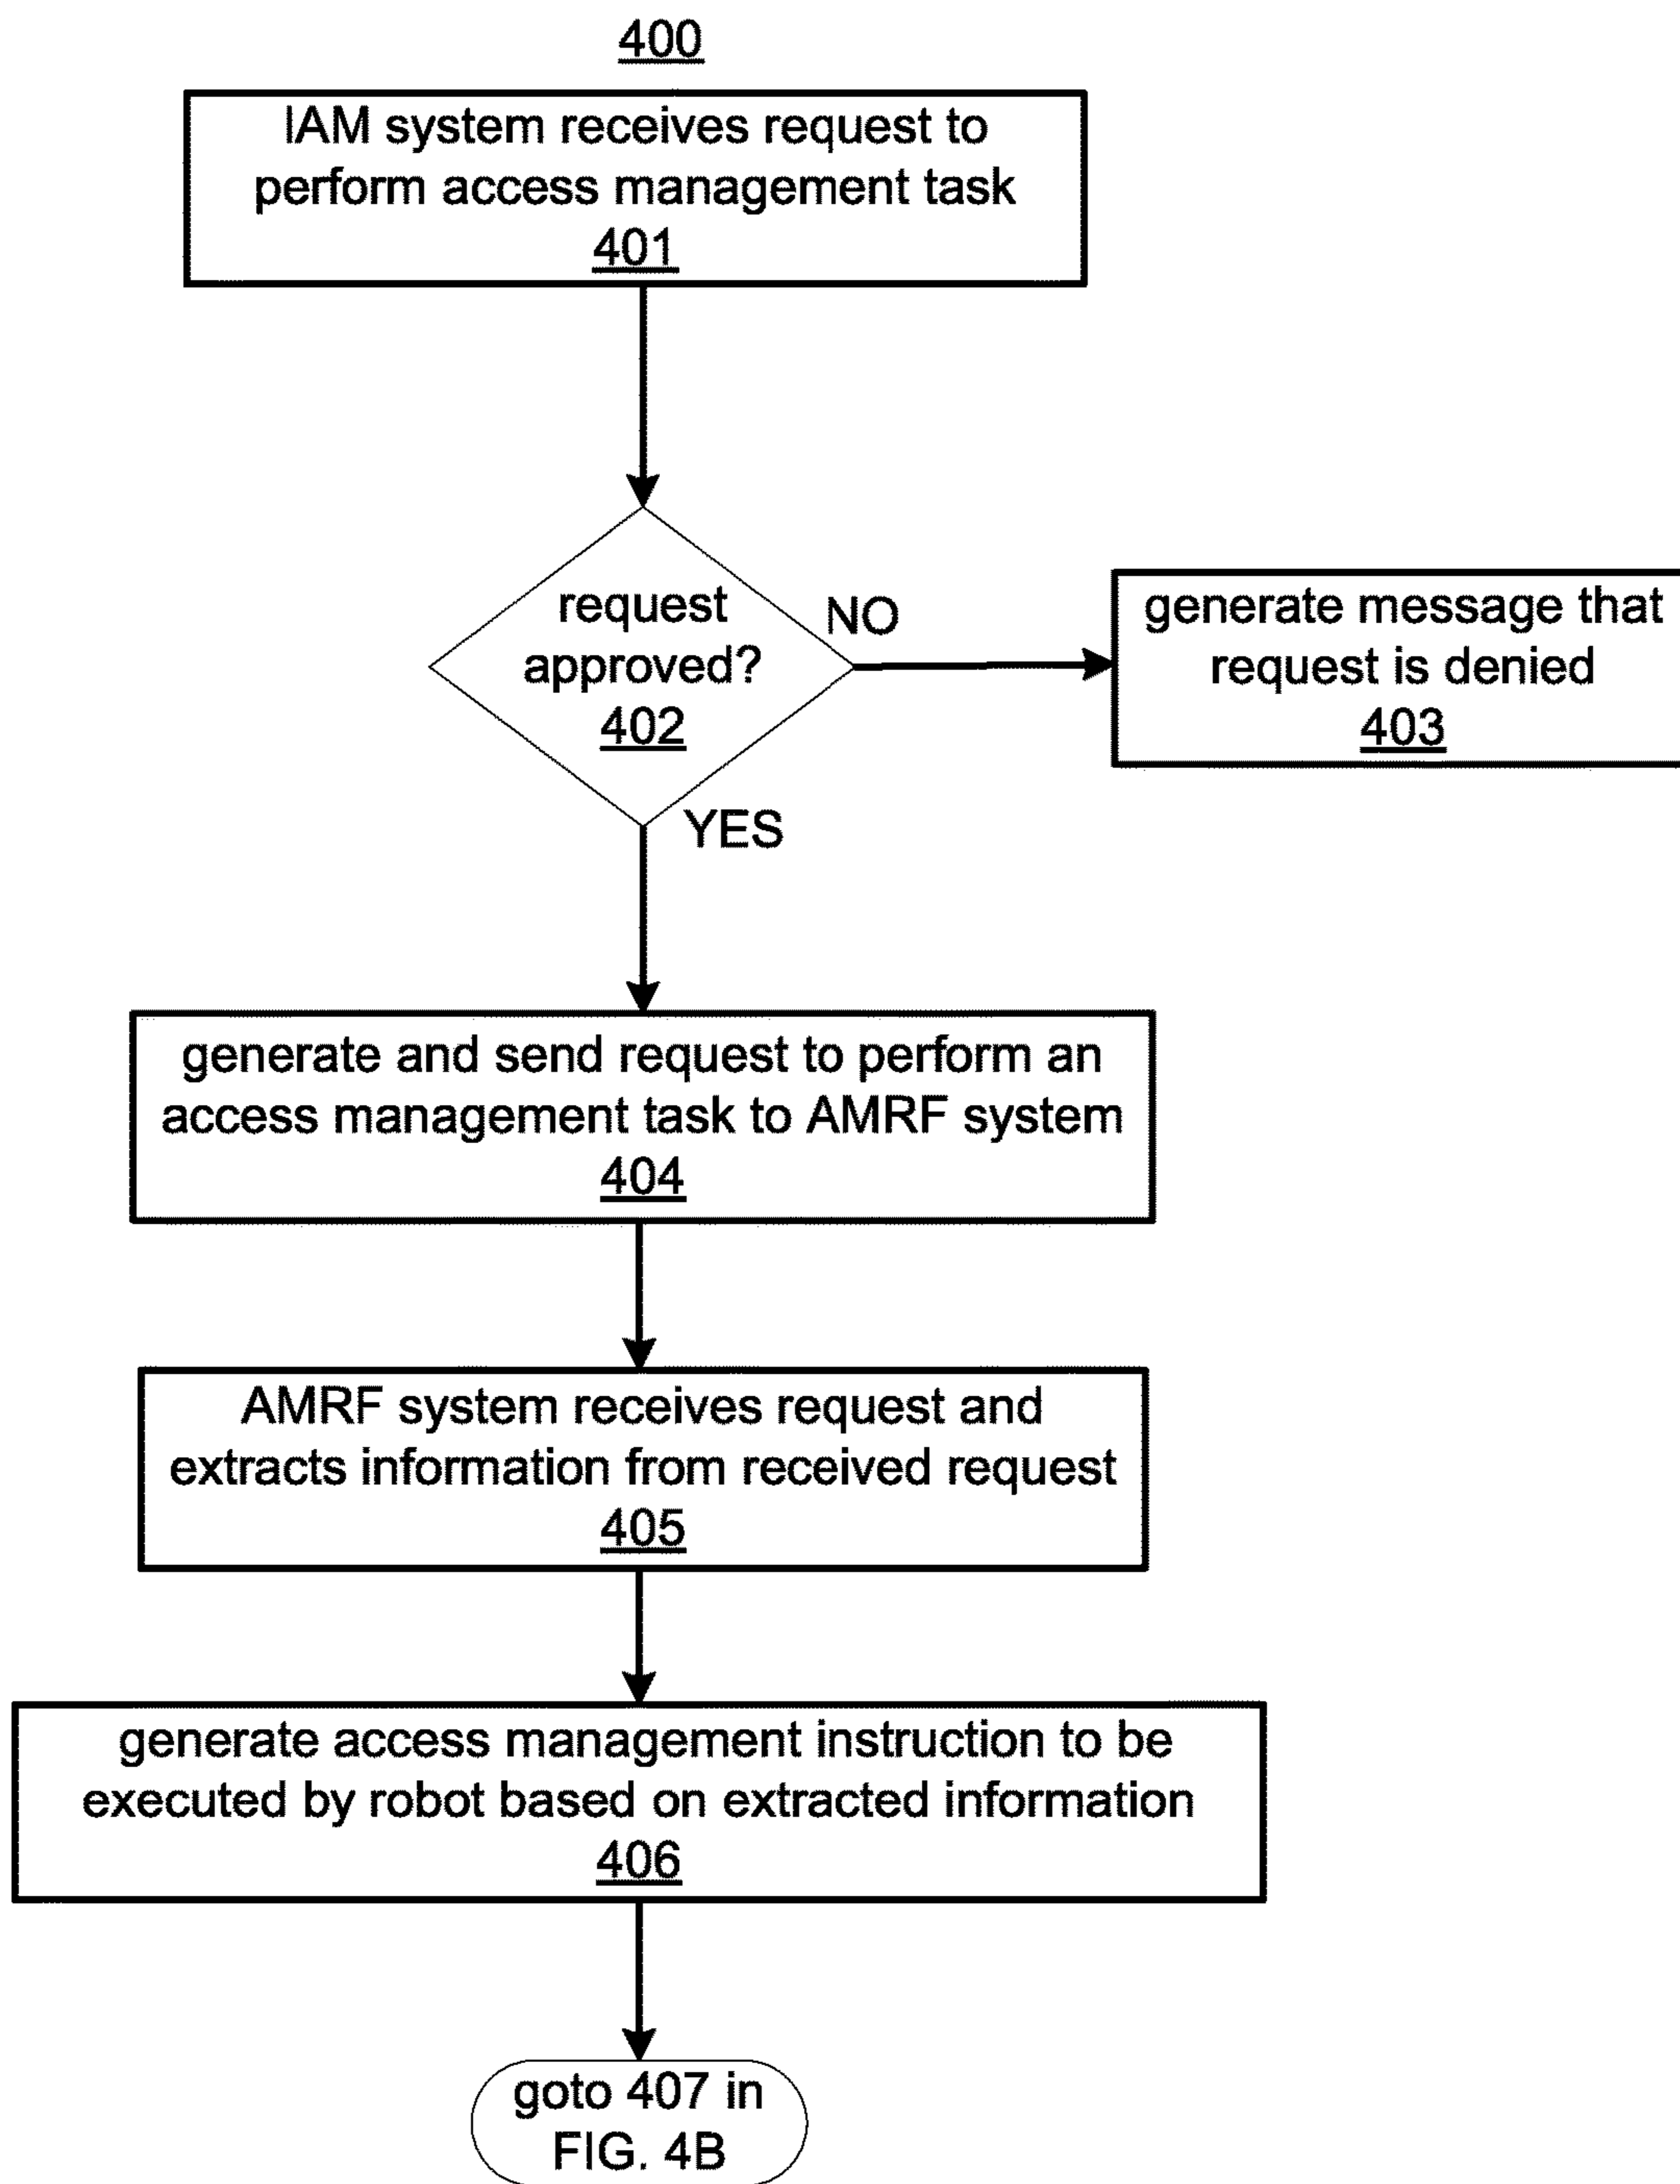 400
IAM system receives request to
perform access management task
401
request
approved?
402
NO
generate message that
request is denied
403
YES
generate and send request to perform an
access management task to AMRF system
404
AMRF system receives request and
extracts information from received request
405
generate access management instruction to be
executed by robot based on extracted information
406
goto 407 in
FIG. 4B